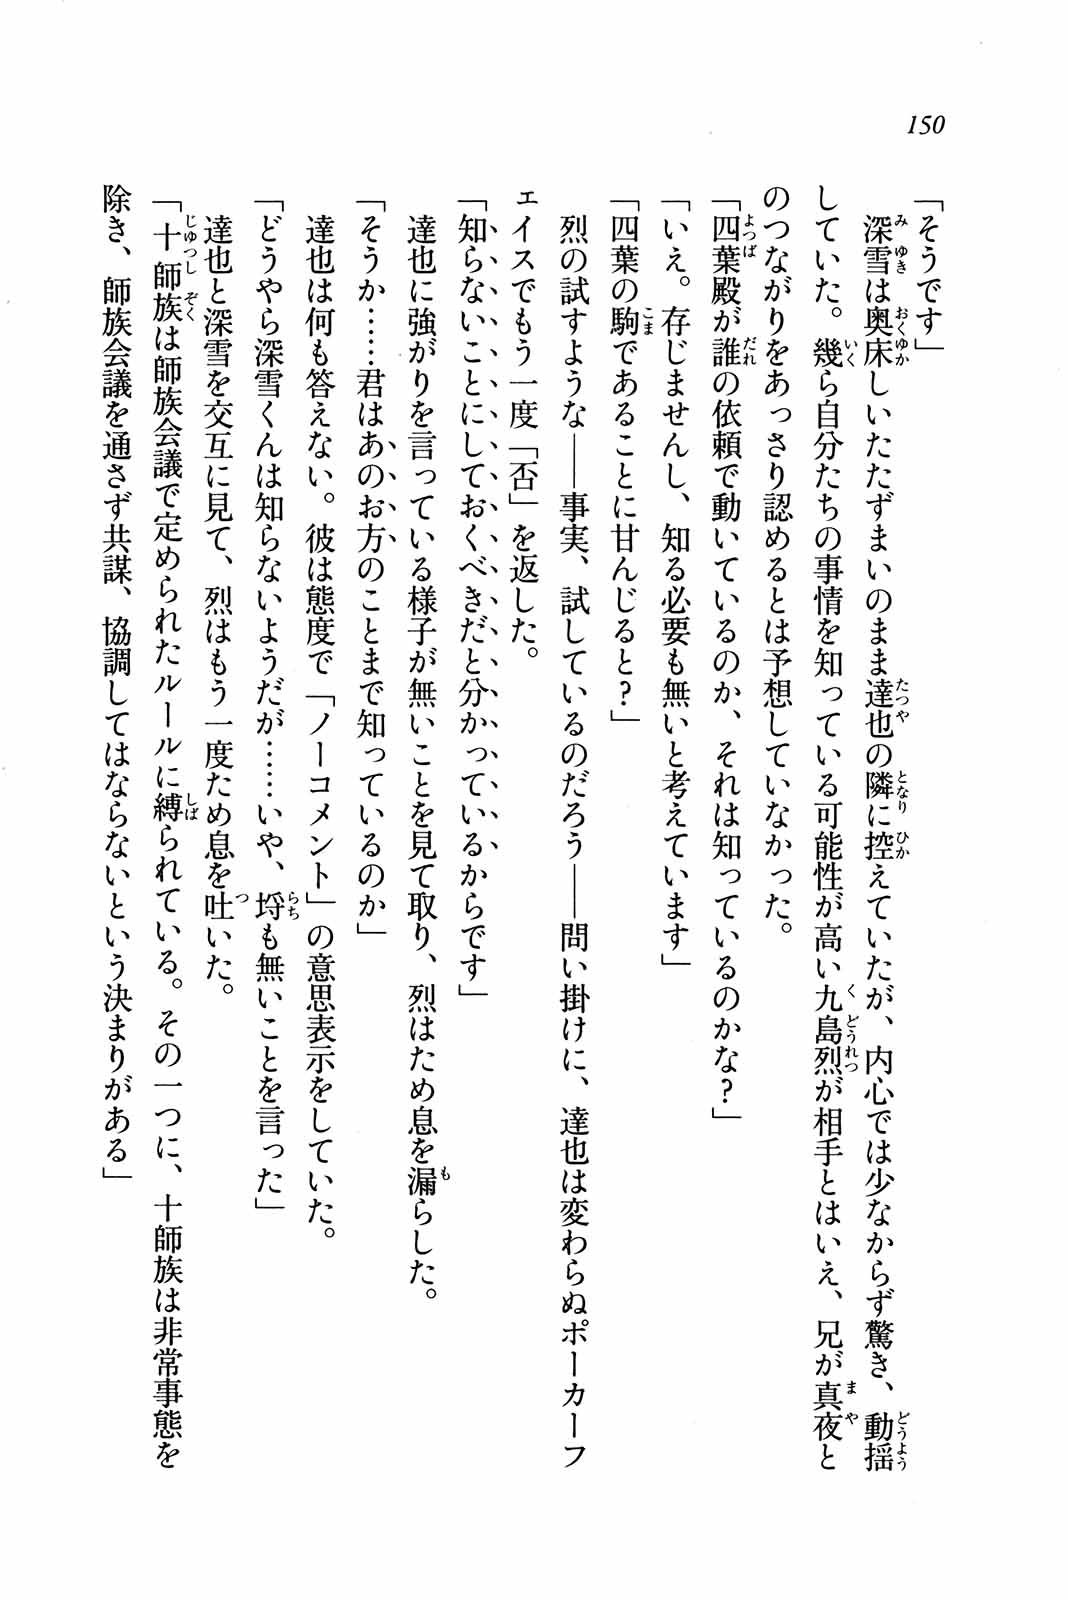 150
「そうです」
　深雪は奥床しいたたずまいのまま達也の隣に控えていたが、内心では少なからず驚き、動揺
していた。幾ら自分たちの事情を知っている可能性が高い九島烈が相手とはいえ、兄が真夜と
のつながりをあっさり認めるとは予想していなかった。
「四葉殿が誰の依頼で動いているのか、それは知っているのかな？」
「いえ。存じませんし、知る必要も無いと考えています」
「四葉の駒であることに甘んじると？」
　烈の試すような――事実、試しているのだろう――問い掛けに、達也は変わらぬポーカーフ
ェイスでもう一度「否」を返した。
「知らないことにしておくべきだと分かっているからです」
　達也に強がりを言っている様子が無いことを見て取り、烈はため息を漏らした。
「そうか……君はあのお方のことまで知っているのか」
　達也は何も答えない。彼は態度で「ノーコメント」の意思表示をしていた。
「どうやら深雪くんは知らないようだが……いや、埒も無いことを言った」
　達也と深雪を交互に見て、烈はもう一度ため息を吐いた。
「十師族は師族会議で定められたルールに縛られている。その一つに、十師族は非常事態を
除き、師族会議を通さず共謀、協調してはならないという決まりがある」